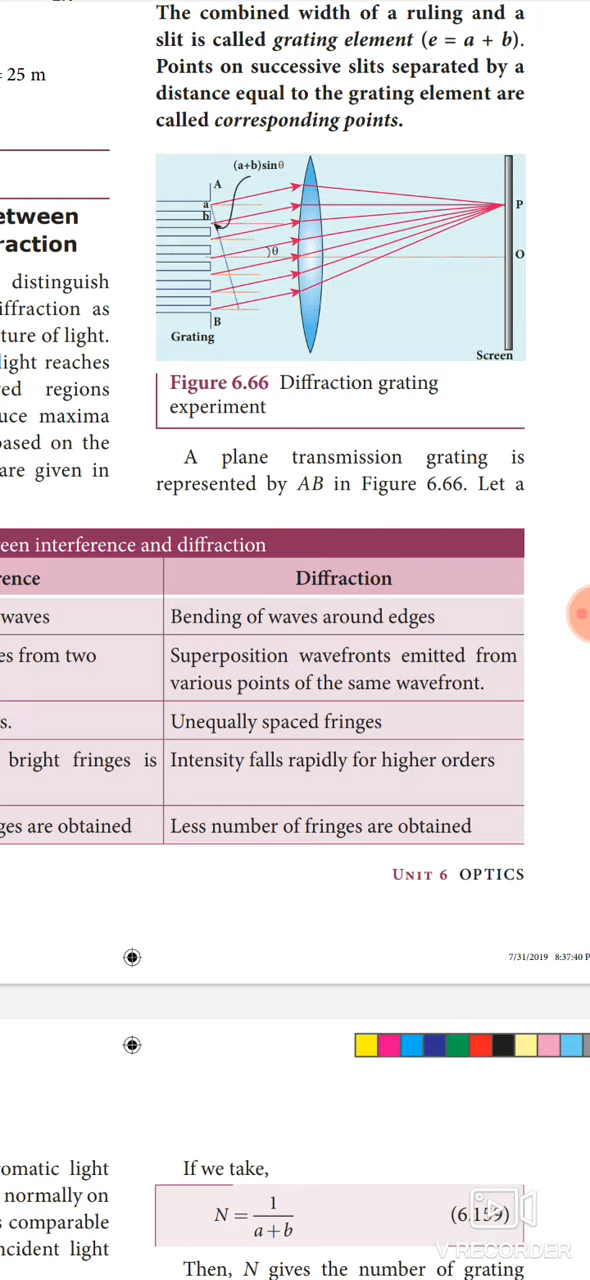 = 25 m
etween
raction
distinguish
iffraction as
ture of light.
light reaches
ved regions
uce maxima
based on the
are given in
The combined width of a ruling and a
slit is called grating element (e = a + b).
Points on successive slits separated by a
distance equal to the grating element are
called corresponding points.
(a+b)sinθ
A
a
b
θ
P
O
B
Grating
Screen
Figure 6.66 Diffraction grating
experiment
A plane transmission grating is
represented by AB in Figure 6.66. Let a
een interference and diffraction
rence Diffraction
waves Bending of waves around edges
es from two Superposition wavefronts emitted from
various points of the same wavefront.
s. Unequally spaced fringes
bright fringes is Intensity falls rapidly for higher orders
ges are obtained Less number of fringes are obtained
UNIT 6 OPTICS
7/31/2019 8:37:40 P
omatic light
normally on
s comparable
ncident light
If we take,
N = 1/(a+b) (6.159)
Then, N gives the number of grating
V RECORDER